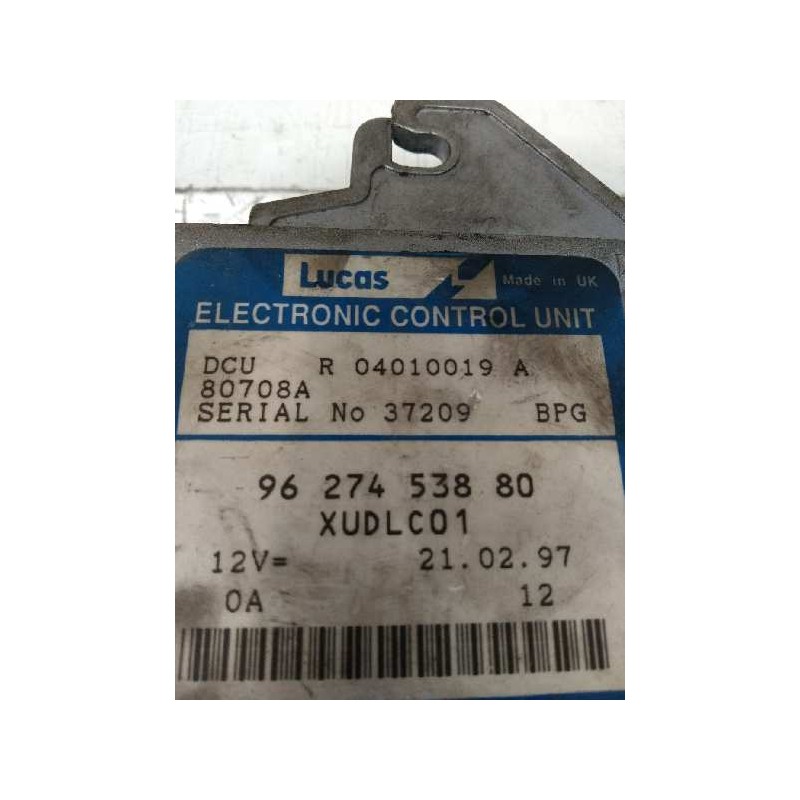 Lucas Made in UK
ELECTRONIC CONTROL UNIT
DCU R 04010019 A
80708A
SERIAL No 37209 BPG
96 274 538 80
XUDLC01
12V= 21.02.97
0A 12